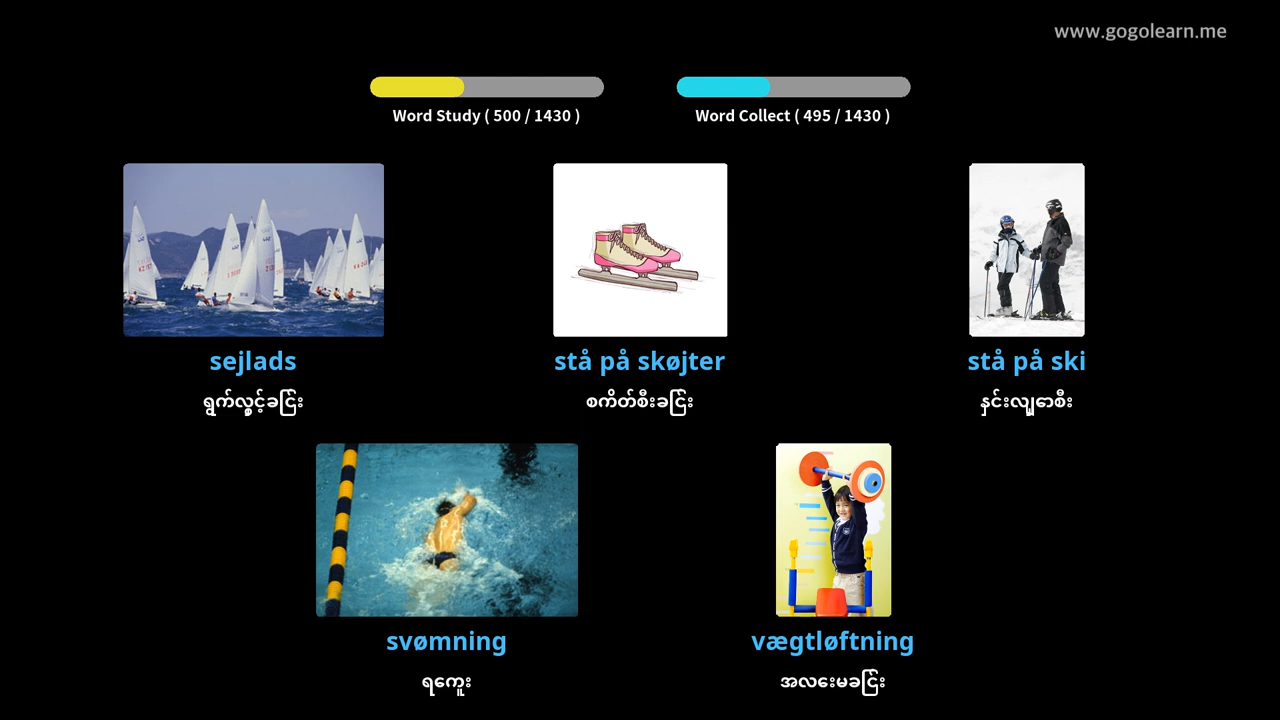 www.gogolearn.me
Word Study ( 500 / 1430 )
Word Collect ( 495 / 1430 )
sejlads
stå på skøjter
stå på ski
ရွက်လွှင့်ခြင်း
စကိတ်စီးခြင်း
နှင်းလျှောစီး
svømning
vægtløftning
ရေကူး
အလေးမခြင်း